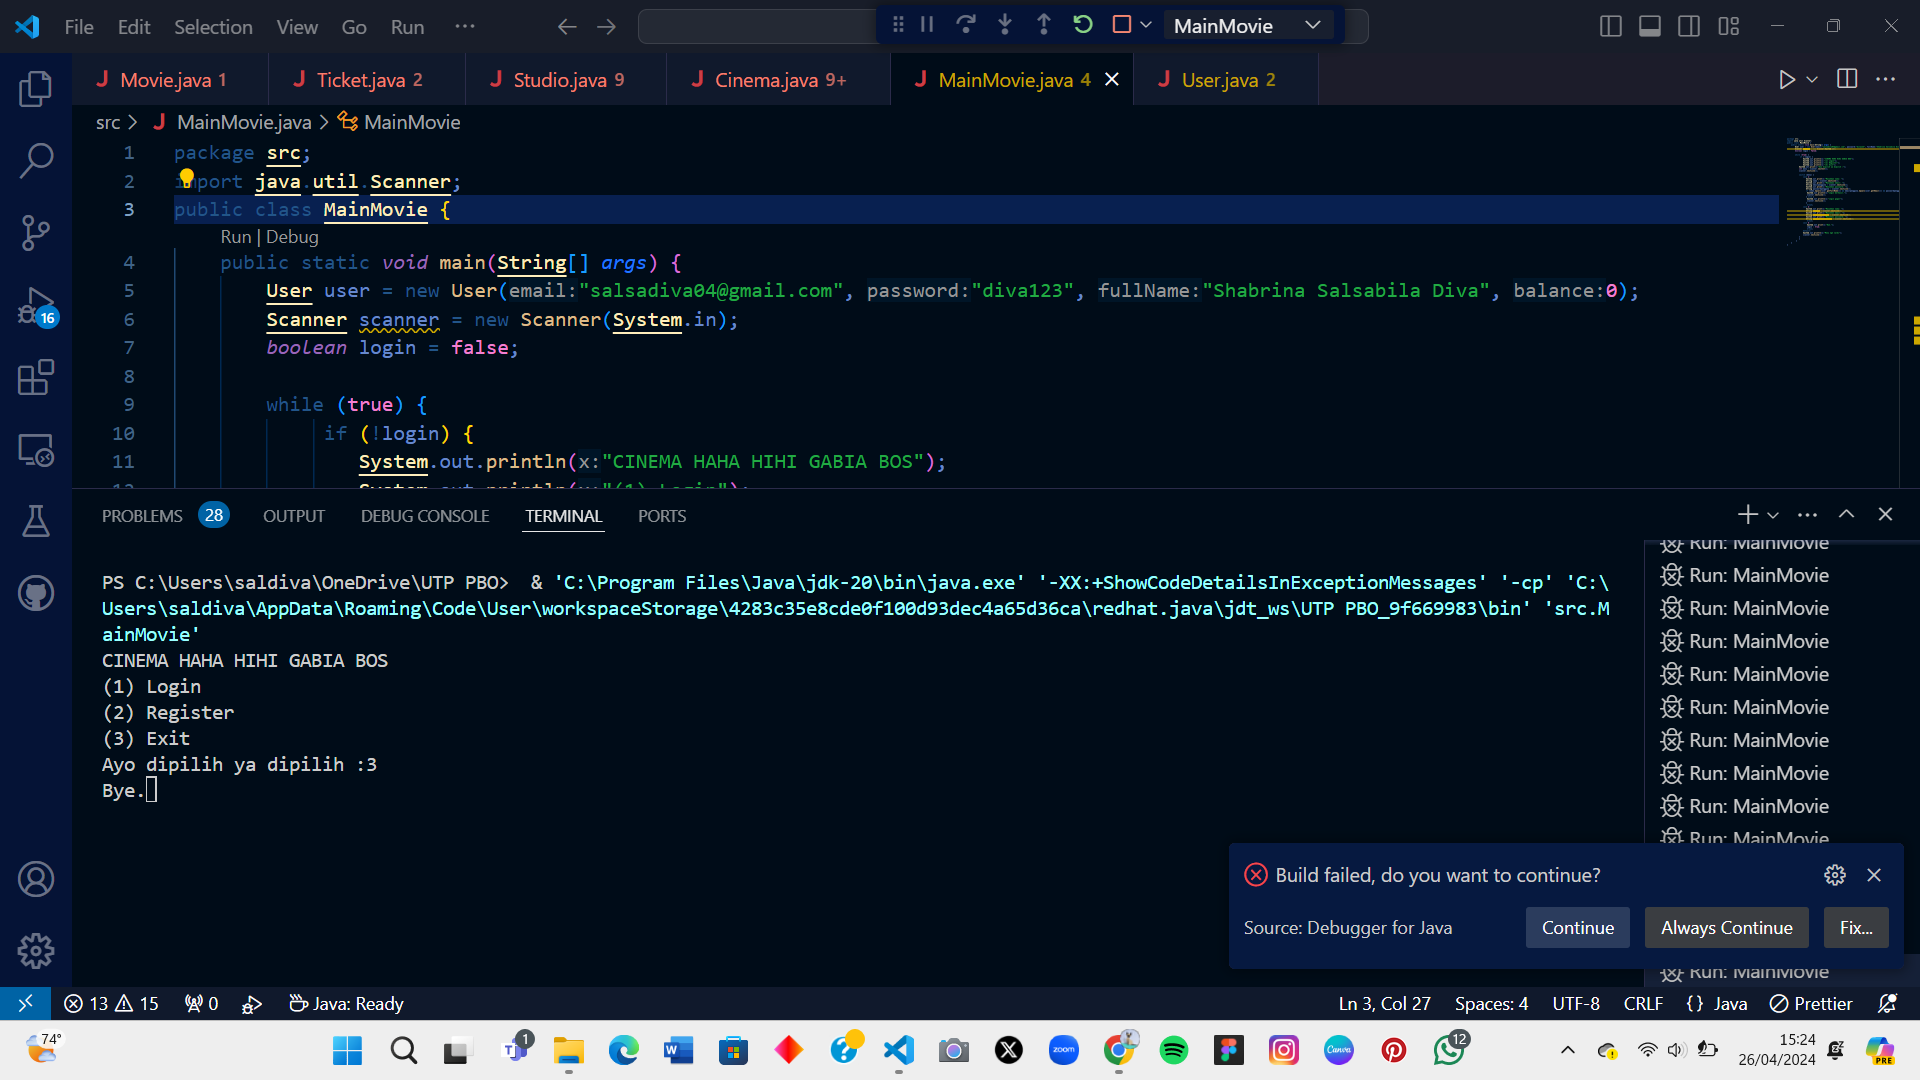 File Edit Selection View Go Run ···
MainMovie
Movie.java 1
Ticket.java 2
Studio.java 9
Cinema.java 9+
MainMovie.java 4
User.java 2
src > MainMovie.java > MainMovie
1 package src;
2 import java.util.Scanner;
3 public class MainMovie {
Run | Debug
4 public static void main(String[] args) {
5 User user = new User(email:"salsadiva04@gmail.com", password:"diva123", fullName:"Shabrina Salsabila Diva", balance:0);
6 Scanner scanner = new Scanner(System.in);
7 boolean login = false;
8
9 while (true) {
10 if (!login) {
11 System.out.println(x:"CINEMA HAHA HIHI GABIA BOS");
12 System.out.println(x:"(1) Login");
16
PROBLEMS 28 OUTPUT DEBUG CONSOLE TERMINAL PORTS
PS C:\Users\saldiva\OneDrive\UTP PBO>  & 'C:\Program Files\Java\jdk-20\bin\java.exe' '-XX:+ShowCodeDetailsInExceptionMessages' '-cp' 'C:\
Users\saldiva\AppData\Roaming\Code\User\workspaceStorage\4283c35e8cde0f100d93dec4a65d36ca\redhat.java\jdt_ws\UTP PBO_9f669983\bin' 'src.M
ainMovie'
CINEMA HAHA HIHI GABIA BOS
(1) Login
(2) Register
(3) Exit
Ayo dipilih ya dipilih :3
Bye.
Run: MainMovie
Run: MainMovie
Run: MainMovie
Run: MainMovie
Run: MainMovie
Run: MainMovie
Run: MainMovie
Run: MainMovie
Run: MainMovie
Run: MainMovie
Build failed, do you want to continue?
Source: Debugger for Java
Continue
Always Continue
Fix...
Run: MainMovie
13 15 0 Java: Ready
Ln 3, Col 27 Spaces: 4 UTF-8 CRLF {} Java Prettier
74°
1
zoom
Canva
12
15:24
26/04/2024
PRE